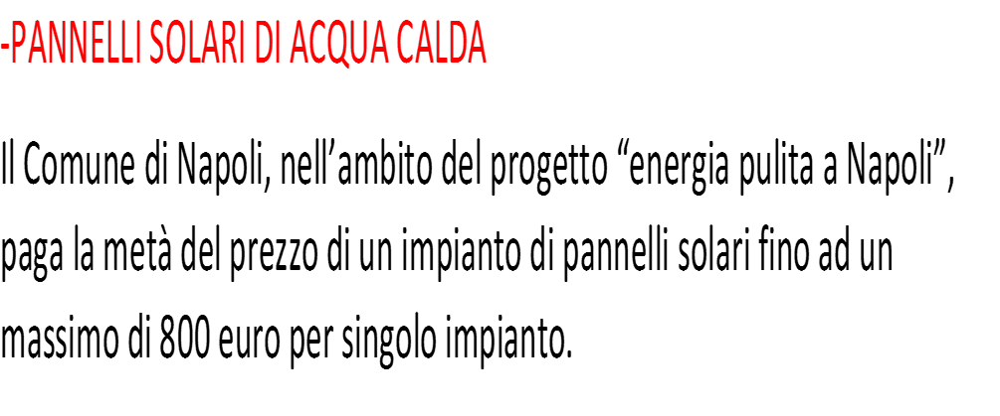 -PANNELLI SOLARI DI ACQUA CALDA
Il Comune di Napoli, nell’ambito del progetto “energia pulita a Napoli”,
paga la metà del prezzo di un impianto di pannelli solari fino ad un
massimo di 800 euro per singolo impianto.